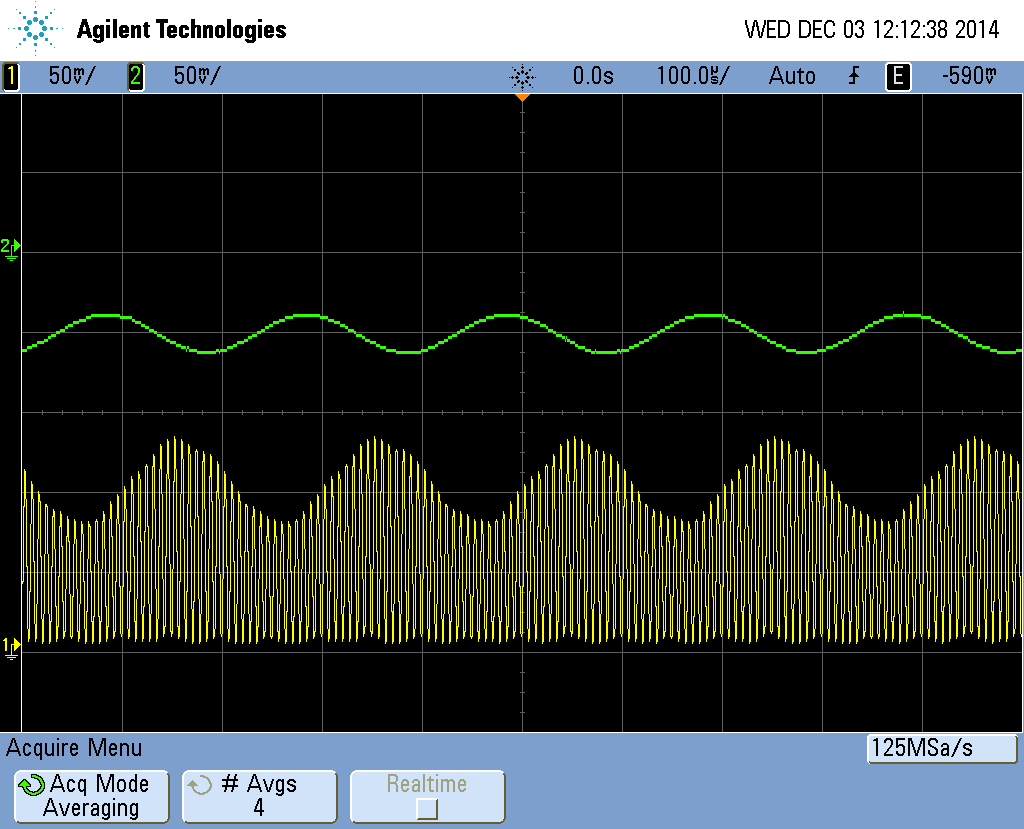 Agilent Technologies WED DEC 03 12:12:38 2014
1 50mV/ 2 50mV/ 0.0s 100.0µs/ Auto E -590mV
2
1
Acquire Menu 125MSa/s
Acq Mode # Avgs Realtime
Averaging 4